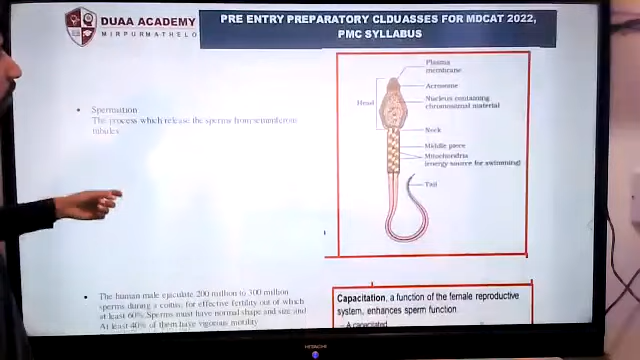 DUAA ACADEMY
MIRPURMATHELO
PRE ENTRY PREPARATORY CLDUASSES FOR MDCAT 2022,
PMC SYLLABUS
Spermiation
The process which release the sperms from seminiferous
tubules
Plasma
membrane
Acrosome
Head
Nucleus containing
chromosomal material
Neck
Middle piece
Mitochondria
(energy source for swimming)
Tail
The human male ejaculate 200 million to 300 million
sperms during a coitus, for effective fertility out of which
at least 60% Sperms must have normal shape and size and
At least 40% of them have vigorous motility
Capacitation, a function of the female reproductive
system, enhances sperm function.
– A capacitated
HITACHI